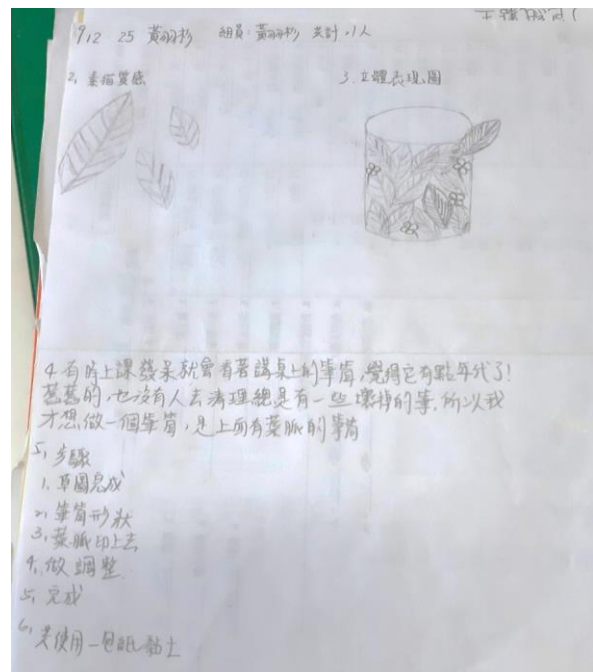 912 25 黃羽杉 組員:黃羽杉 共計:1人
2. 素描質感
3. 立體表現圖
4 有時上課發呆就會看著講桌上的筆筒,覺得它有點年代了!
舊舊的,也沒有人去清理總是有一些壞掉的筆,所以我
才想做一個筆筒,是上面有葉脈的筆筒
5. 步驟
1. 草圖完成
2. 筆筒形狀
3. 葉脈印上去
4. 做調整
5. 完成
6. 共使用一包紙黏土